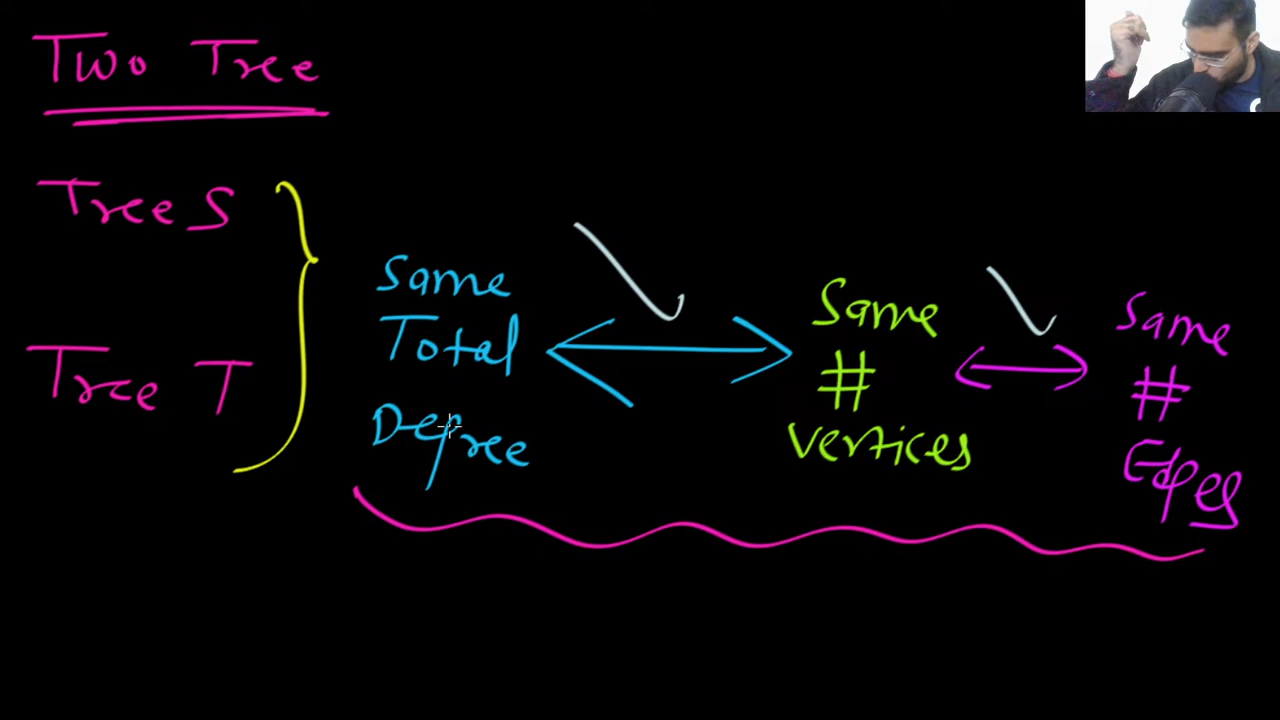 Two Tree
Tree S
Tree T
Same
Total
Degree
Same
#
vertices
Same
#
Edges